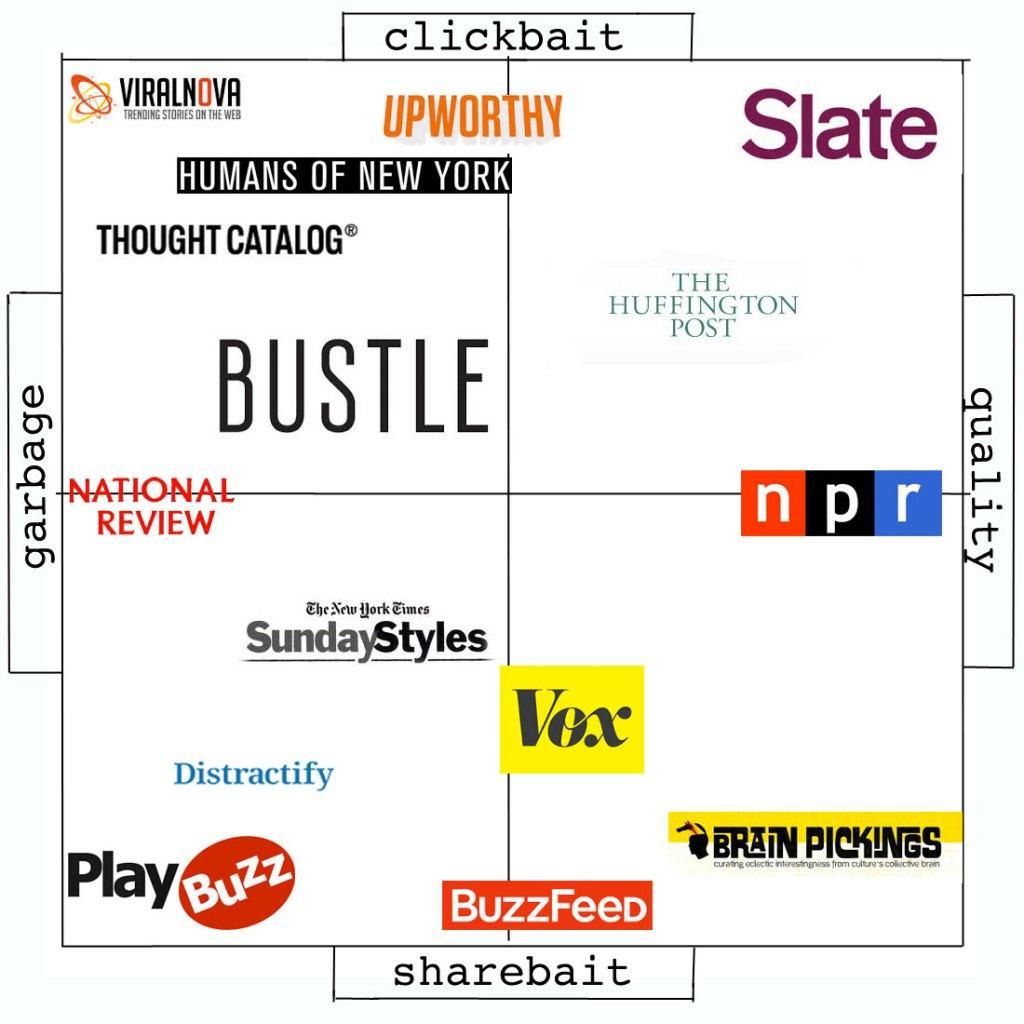 clickbait
VIRALNOVA
TRENDING STORIES ON THE WEB
UPWORTHY
Slate
HUMANS OF NEW YORK
THOUGHT CATALOG®
THE
HUFFINGTON
POST
BUSTLE
garbage
quality
NATIONAL
REVIEW
npr
The New York Times
SundayStyles
Vox
Distractify
BRAIN PICKINGS
curating eclectic interestingness from culture's collective brain
PlayBuzz
BUZZFEED
sharebait